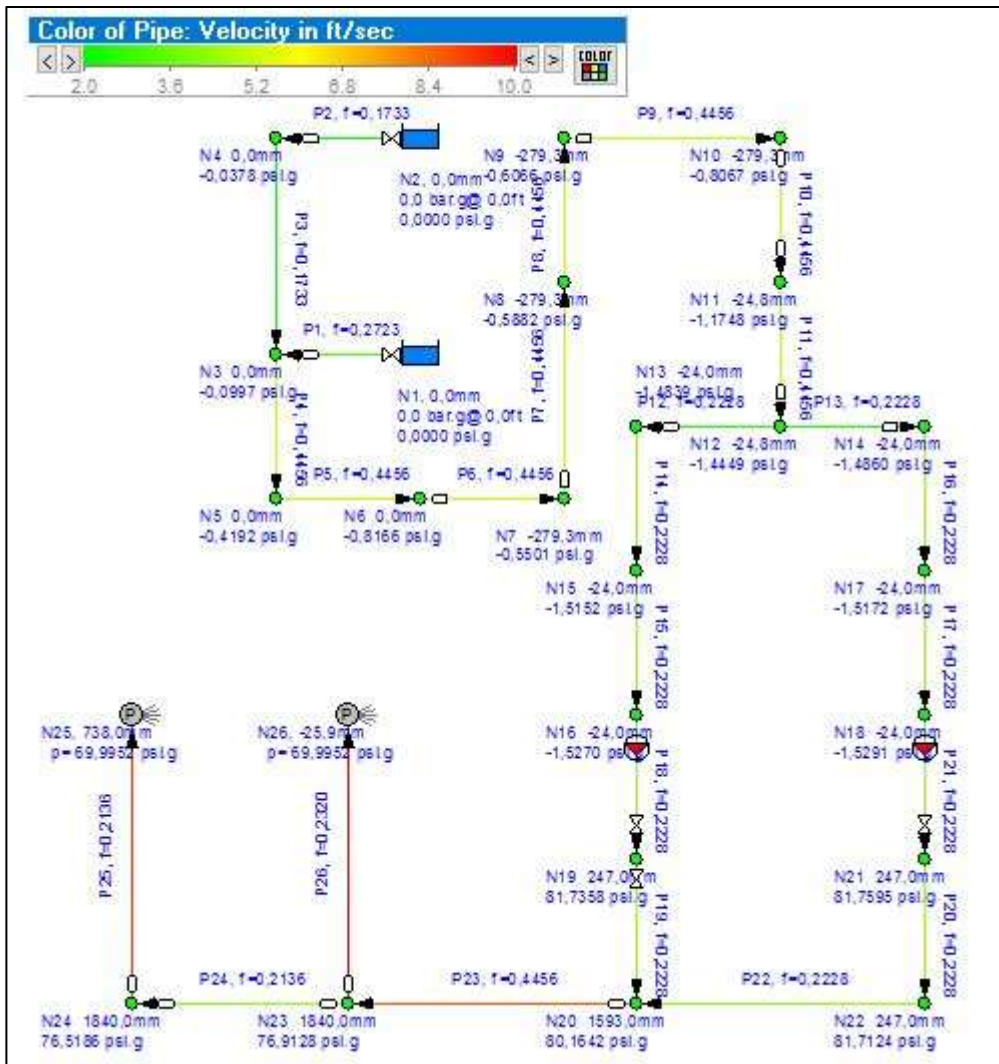 Color of Pipe: Velocity in ft/sec
< > < > COLOR
2.0 3.6 5.2 6.8 8.4 10.0
P2, f=0,1733
P9, f=0,4456
N4 0,0mm
-0,0378 psi.g
N2, 0,0mm
0,0 bar.g@ 0,0ft
0,0000 psi.g
N9 -279,3mm
-0,6066 psi.g
N10 -279,3mm
-0,8067 psi.g
P3, f=0,1733
P8, f=0,4456
P10, f=0,4456
P1, f=0,2723
N8 -279,3mm
-0,5882 psi.g
N11 -24,8mm
-1,1748 psi.g
N3 0,0mm
-0,0997 psi.g
N1, 0,0mm
0,0 bar.g@ 0,0ft
0,0000 psi.g
P4, f=0,4456
P7, f=0,4456
P11, f=0,4456
N13 -24,0mm
-1,4839 psi.g
P12, f=0,2228
P13, f=0,2228
N12 -24,8mm
-1,4449 psi.g
N14 -24,0mm
-1,4860 psi.g
P5, f=0,4456
P6, f=0,4456
N5 0,0mm
-0,4192 psi.g
N6 0,0mm
-0,8166 psi.g
N7 -279,3mm
-0,5501 psi.g
P14, f=0,2228
P16, f=0,2228
N15 -24,0mm
-1,5152 psi.g
N17 -24,0mm
-1,5172 psi.g
P15, f=0,2228
P17, f=0,2228
P
P
N25, 738,0mm
p= 69,9952 psi.g
N26, -25,9mm
p= 69,9952 psi.g
N16 -24,0mm
-1,5270 psi.g
N18 -24,0mm
-1,5291 psi.g
P25, f=0,2136
P26, f=0,2320
P18, f=0,2228
P21, f=0,2228
N19 247,0mm
81,7358 psi.g
N21 247,0mm
81,7595 psi.g
P19, f=0,2228
P20, f=0,2228
P24, f=0,2136
P23, f=0,4456
P22, f=0,2228
N24 1840,0mm
76,5186 psi.g
N23 1840,0mm
76,9128 psi.g
N20 1593,0mm
80,1642 psi.g
N22 247,0mm
81,7124 psi.g